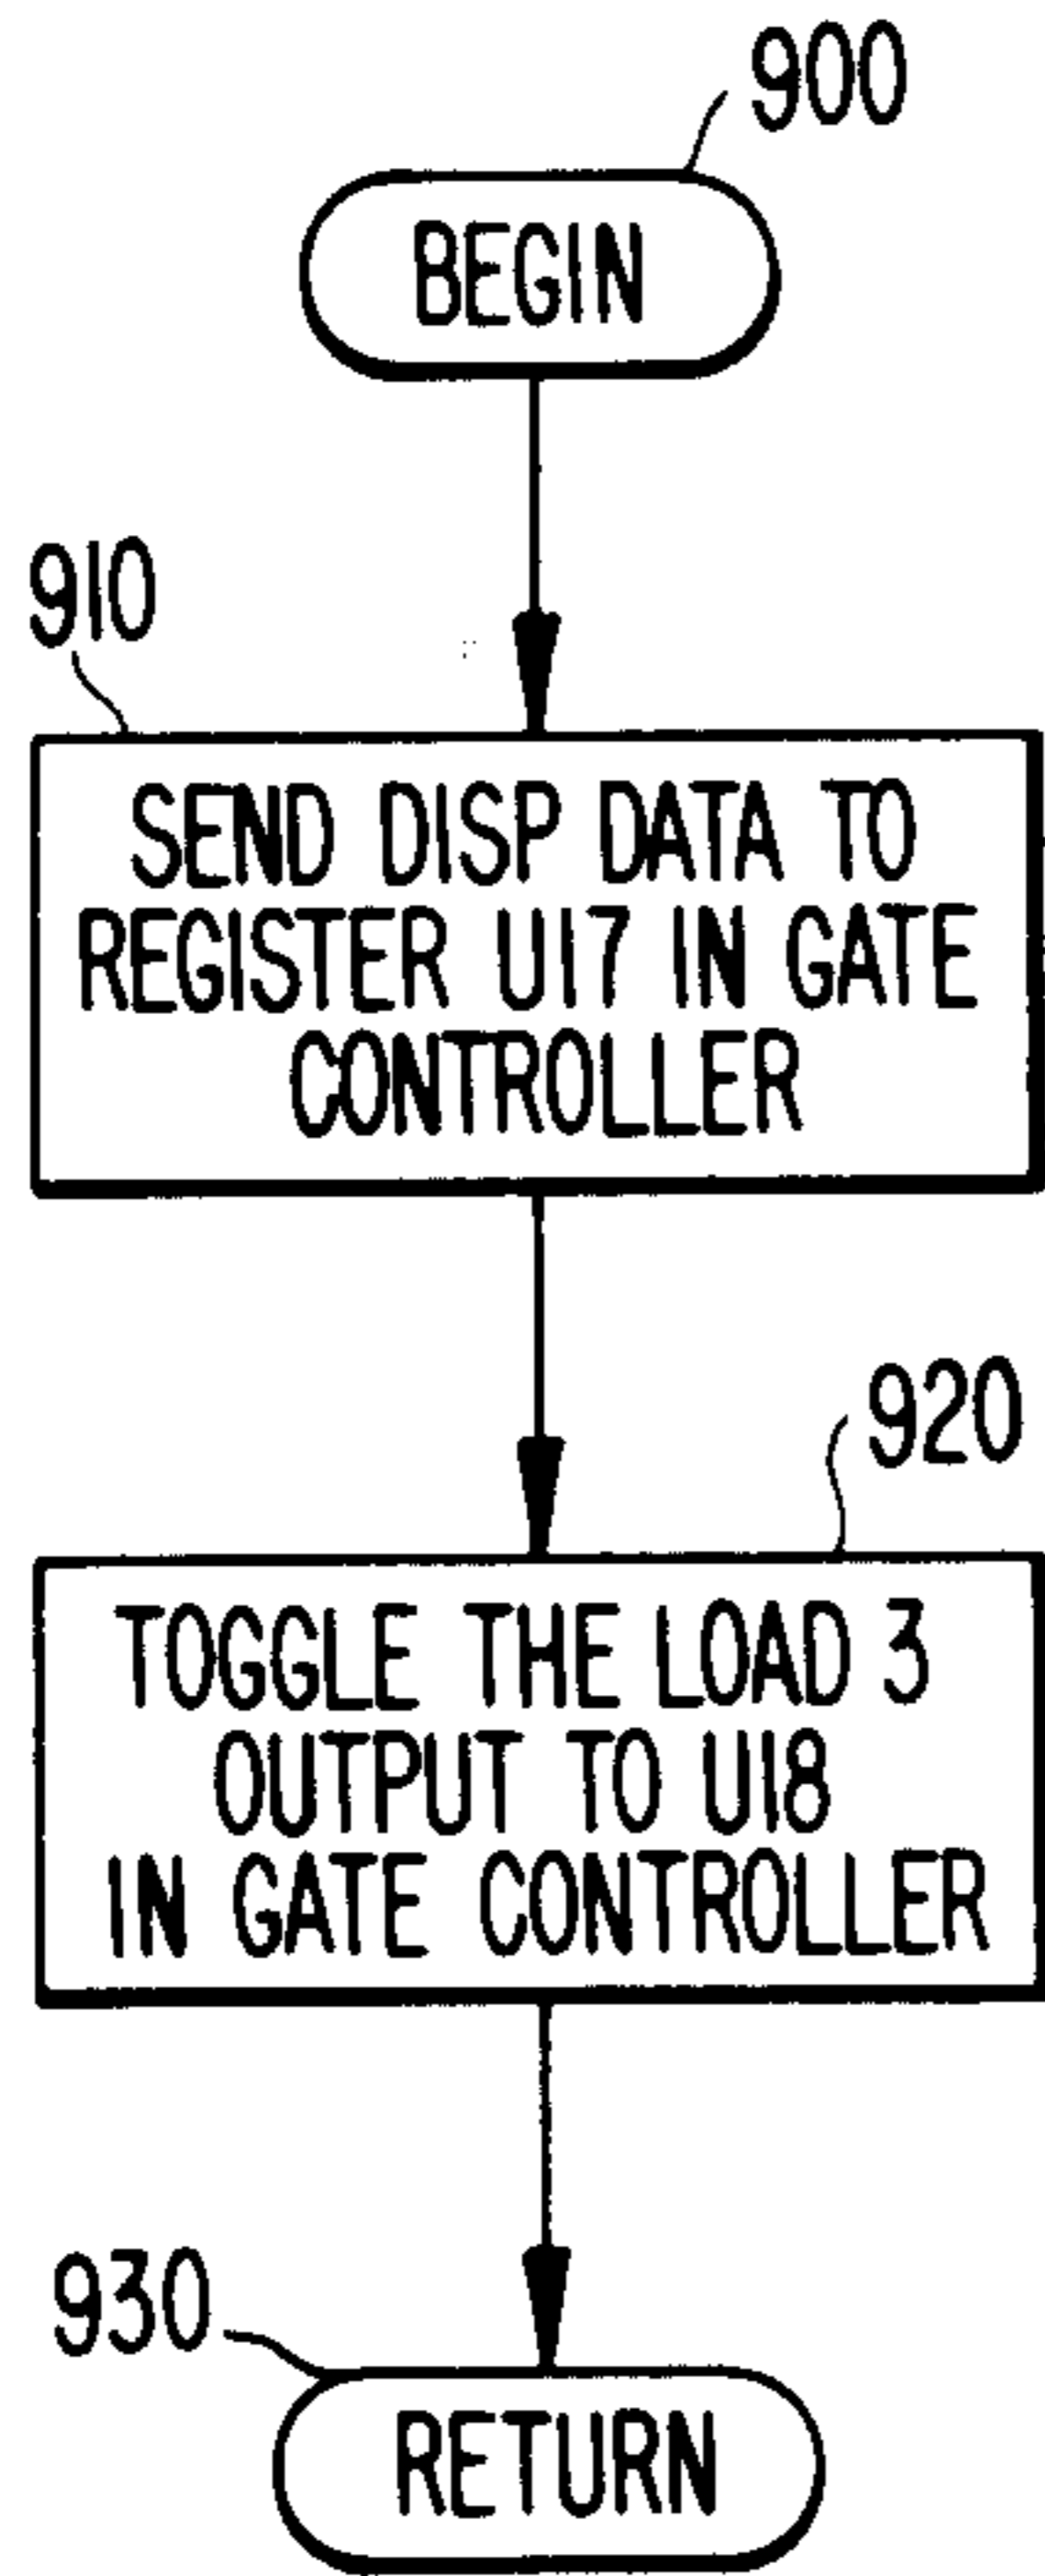 900
BEGIN
910
SEND DISP DATA TO
REGISTER U17 IN GATE
CONTROLLER
920
TOGGLE THE LOAD 3
OUTPUT TO U18
IN GATE CONTROLLER
930
RETURN